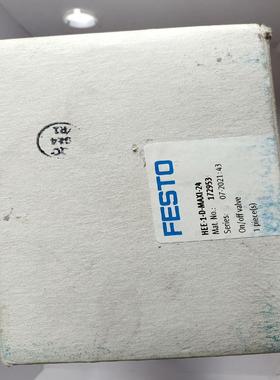 FESTO
HEE-1-D-MAXI-24
Mat. No.: 172953
Series: 07-2021:43
On/off valve
1 piece(s)